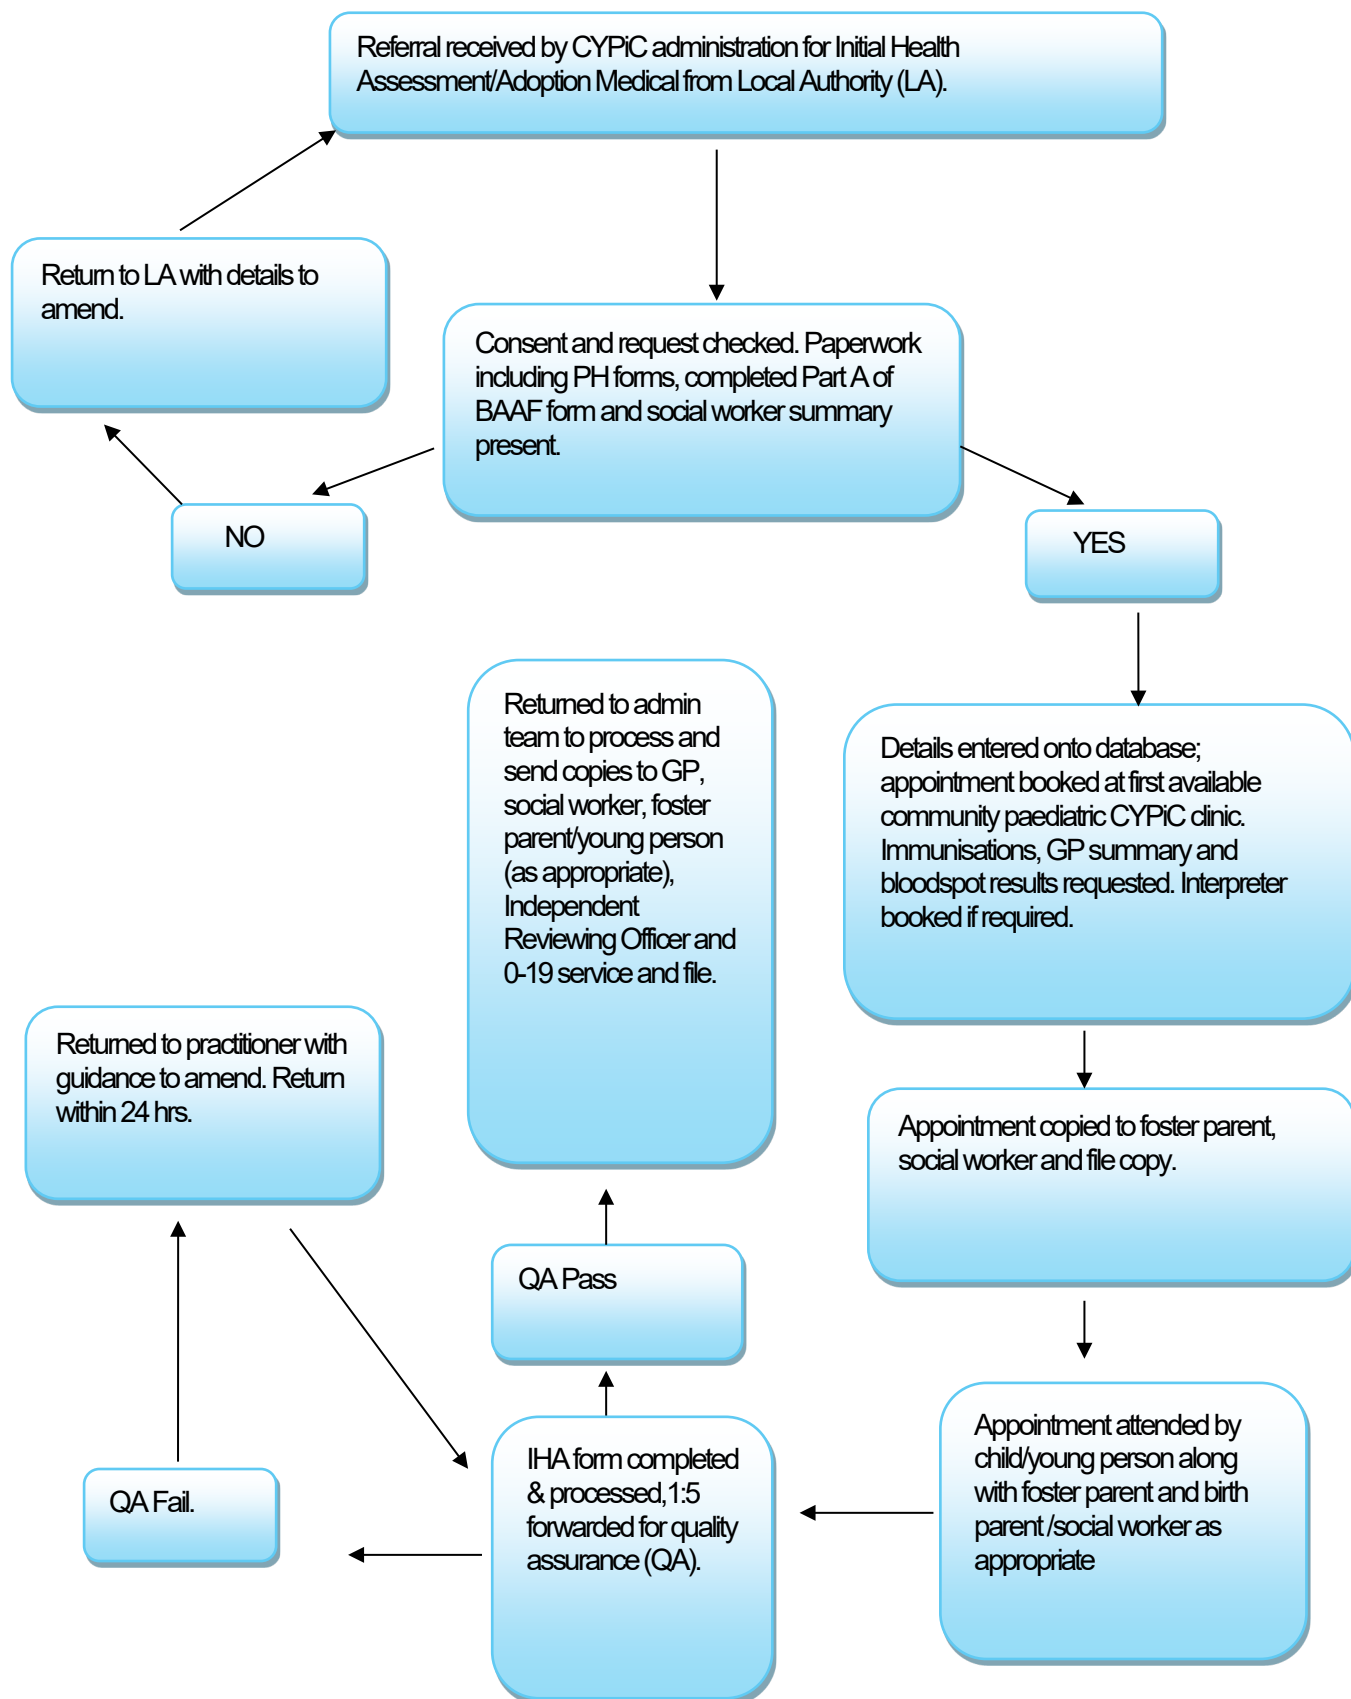 Referral received by CYPiC administration for Initial Health
Assessment/Adoption Medical from Local Authority (LA).
Return to LA with details to
amend.
Consent and request checked. Paperwork
including PH forms, completed Part A of
BAAF form and social worker summary
present.
NO
YES
Returned to admin
team to process and
send copies to GP,
social worker, foster
parent/young person
(as appropriate),
Independent
Reviewing Officer and
0-19 service and file.
Details entered onto database;
appointment booked at first available
community paediatric CYPiC clinic.
Immunisations, GP summary and
bloodspot results requested. Interpreter
booked if required.
Returned to practitioner with
guidance to amend. Return
within 24 hrs.
Appointment copied to foster parent,
social worker and file copy.
QA Pass
Appointment attended by
child/young person along
with foster parent and birth
parent /social worker as
appropriate
IHA form completed
& processed,1:5
forwarded for quality
assurance (QA).
QA Fail.